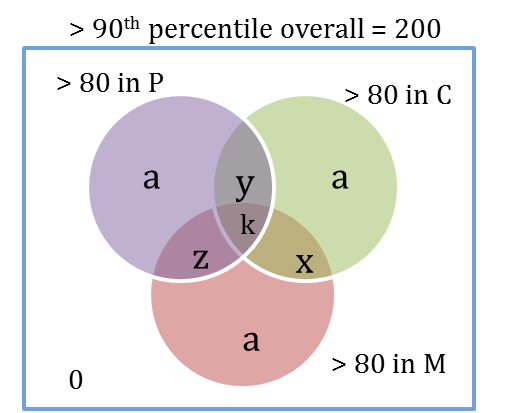 > 90th percentile overall = 200
> 80 in P
> 80 in C
a
y
a
k
z
x
a
> 80 in M
0